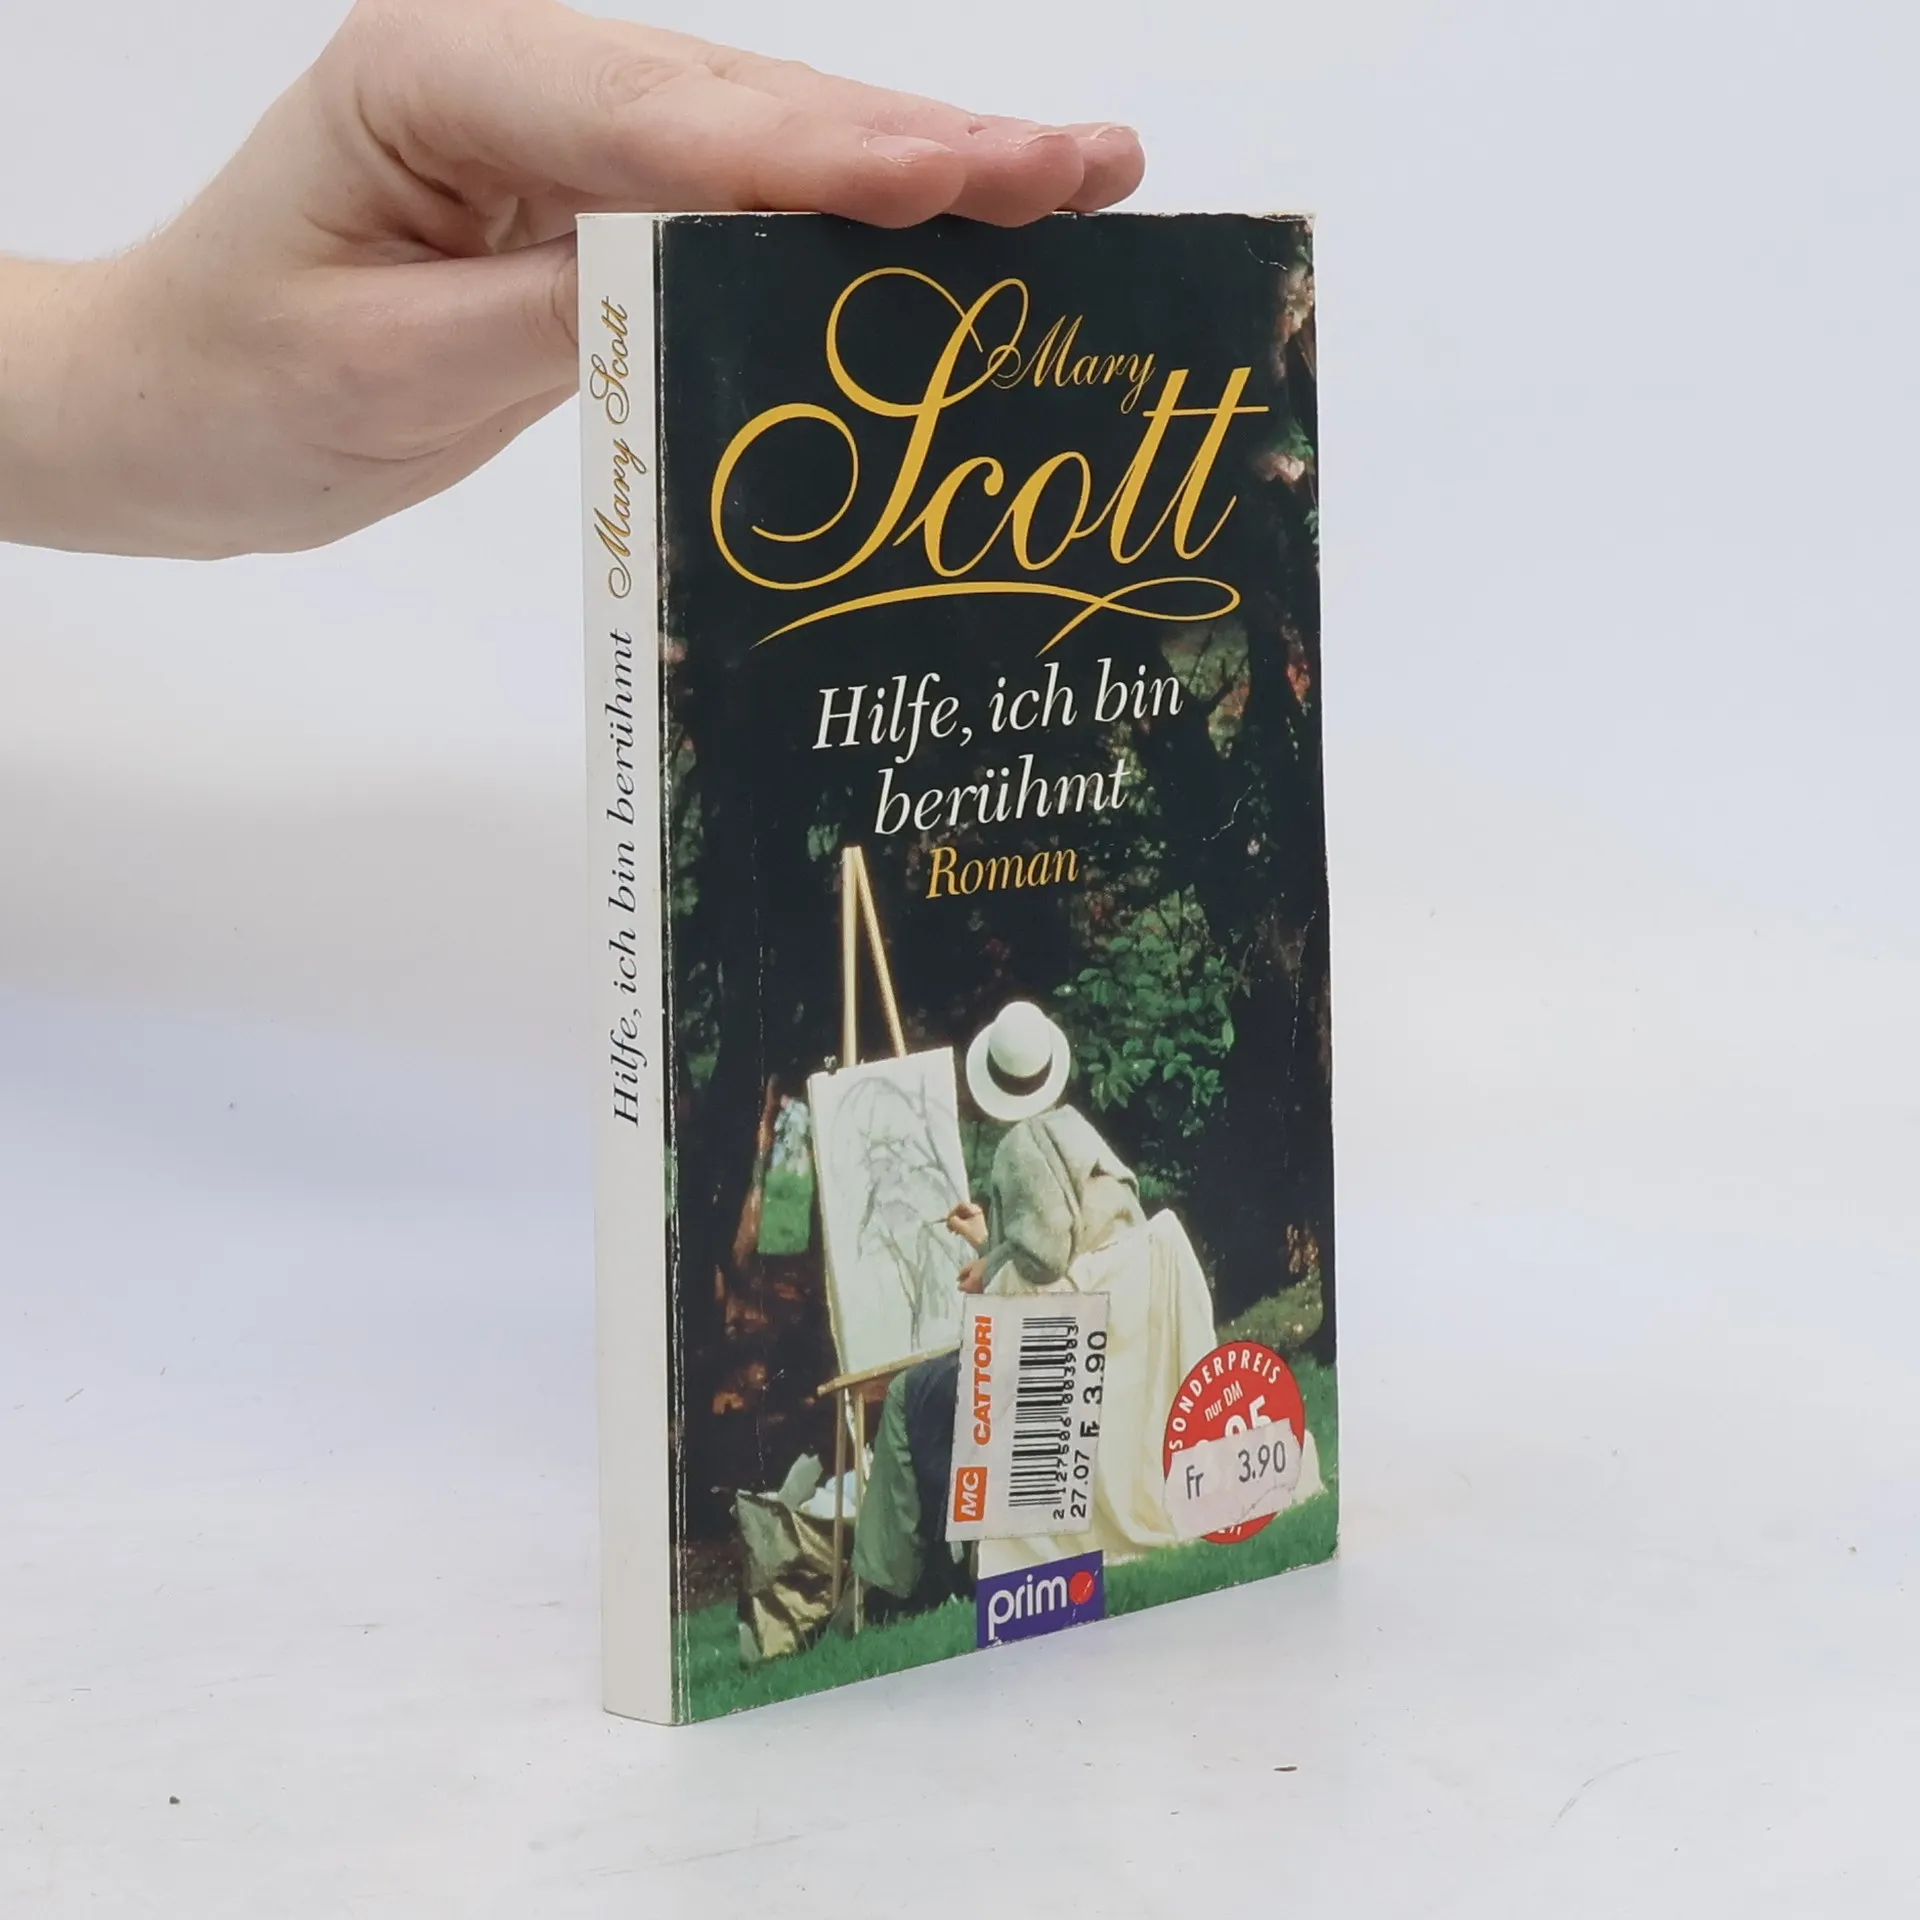 Mary Scott
Hilfe, ich bin berühmt
Mary
Scott
Hilfe, ich bin
berühmt
Roman
MC CATTORI
2127506003903
27.07 Fr 3.90
SONDERPREIS
nur DM
Fr 3.90
primo